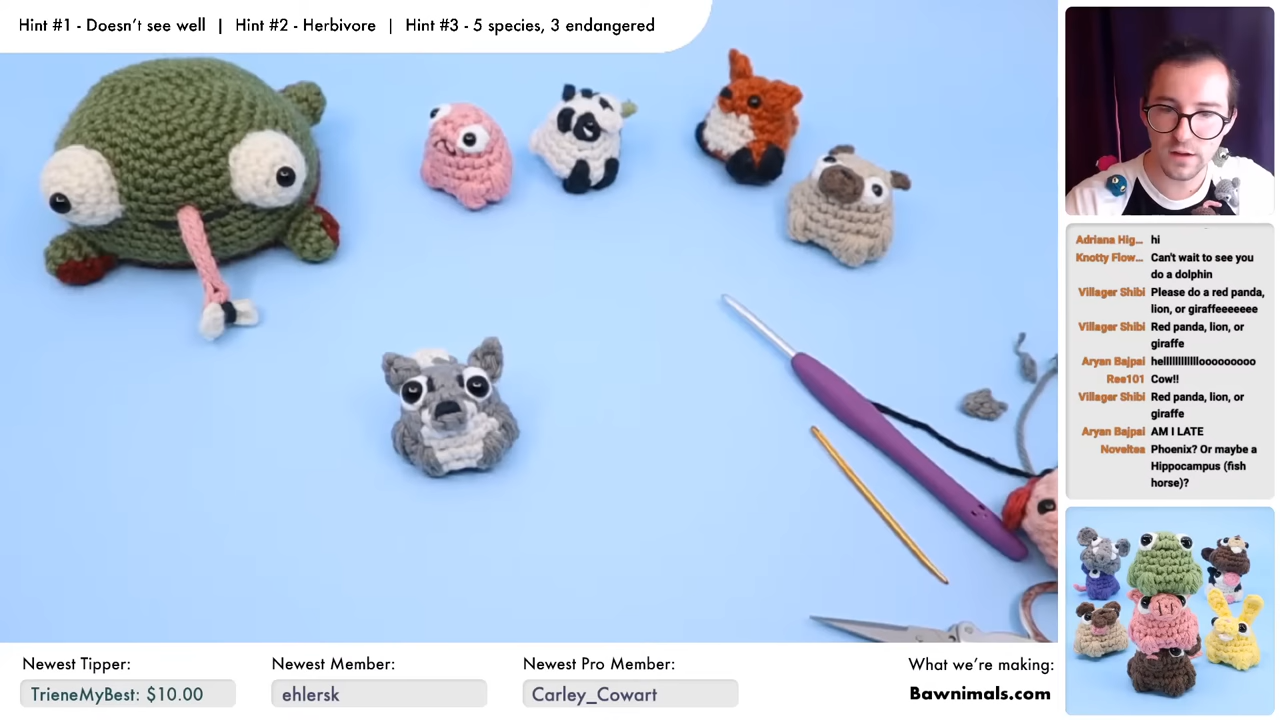 Hint #1 - Doesn't see well | Hint #2 - Herbivore | Hint #3 - 5 species, 3 endangered
Adriana Hig... hi
Knotty Flow... Can't wait to see you
do a dolphin
Villager Shibi Please do a red panda,
lion, or giraffeeeeeee
Villager Shibi Red panda, lion, or
giraffe
Aryan Bajpai hellllllllllllooooooooo
Ree101 Cow!!
Villager Shibi Red panda, lion, or
giraffe
Aryan Bajpai AM I LATE
Noveltea Phoenix? Or maybe a
Hippocampus (fish
horse)?
Newest Tipper: Newest Member: Newest Pro Member: What we're making:
TrieneMyBest: $10.00 ehlersk Carley_Cowart Bawnimals.com